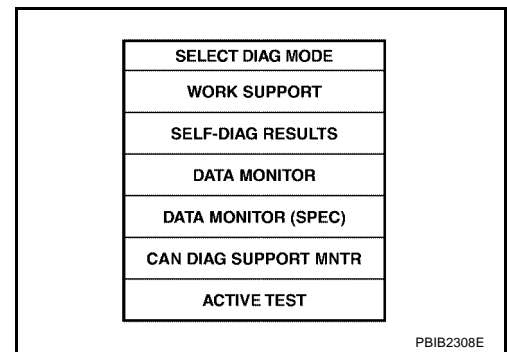 SELECT DIAG MODE
WORK SUPPORT
SELF-DIAG RESULTS
DATA MONITOR
DATA MONITOR (SPEC)
CAN DIAG SUPPORT MNTR
ACTIVE TEST
PBIB2308E